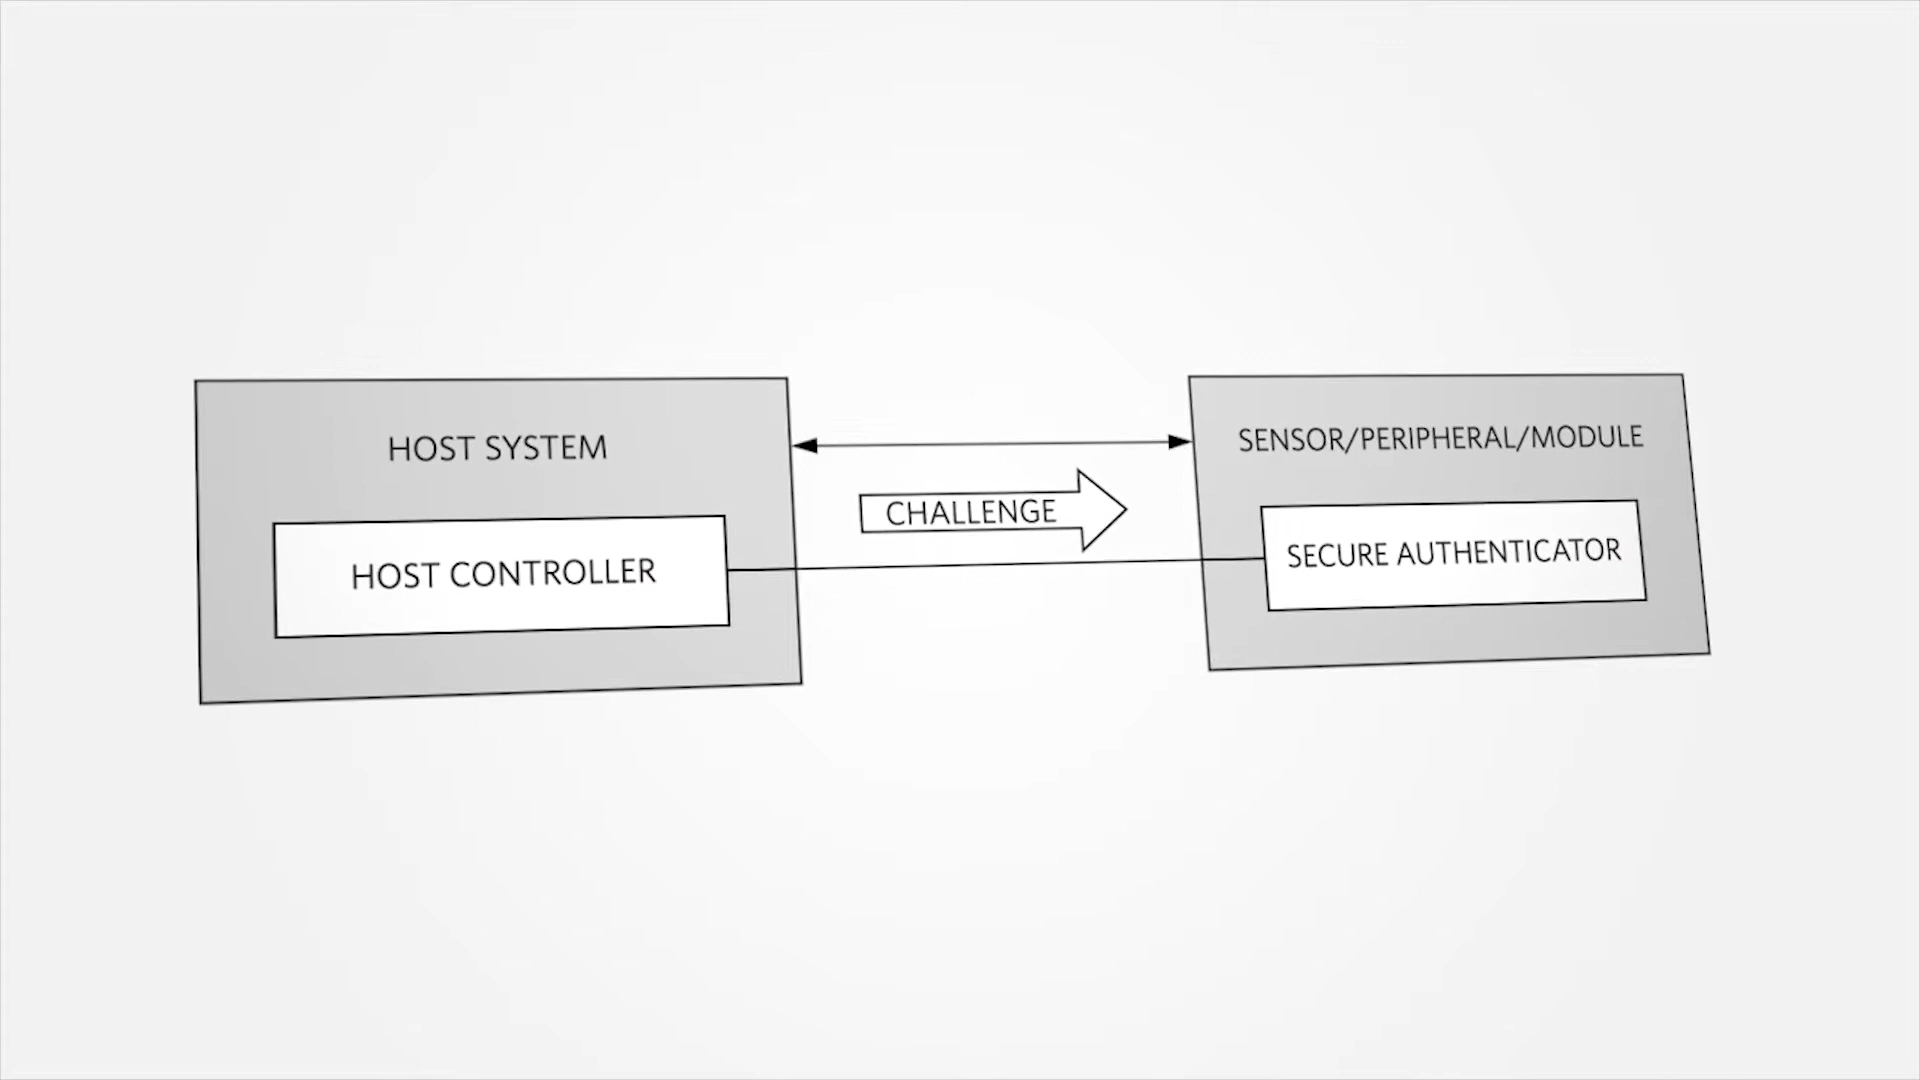 HOST SYSTEM
HOST CONTROLLER
CHALLENGE
SENSOR/PERIPHERAL/MODULE
SECURE AUTHENTICATOR